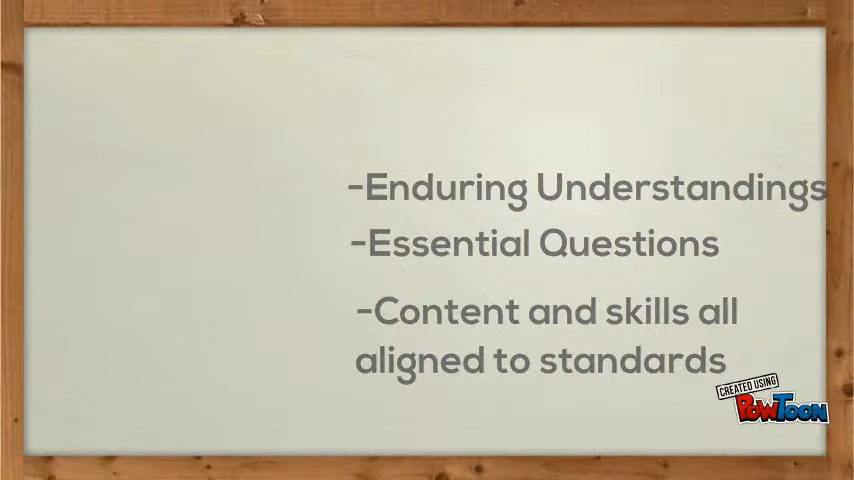 -Enduring Understandings
-Essential Questions
-Content and skills all
aligned to standards
CREATED USING
POWTOON